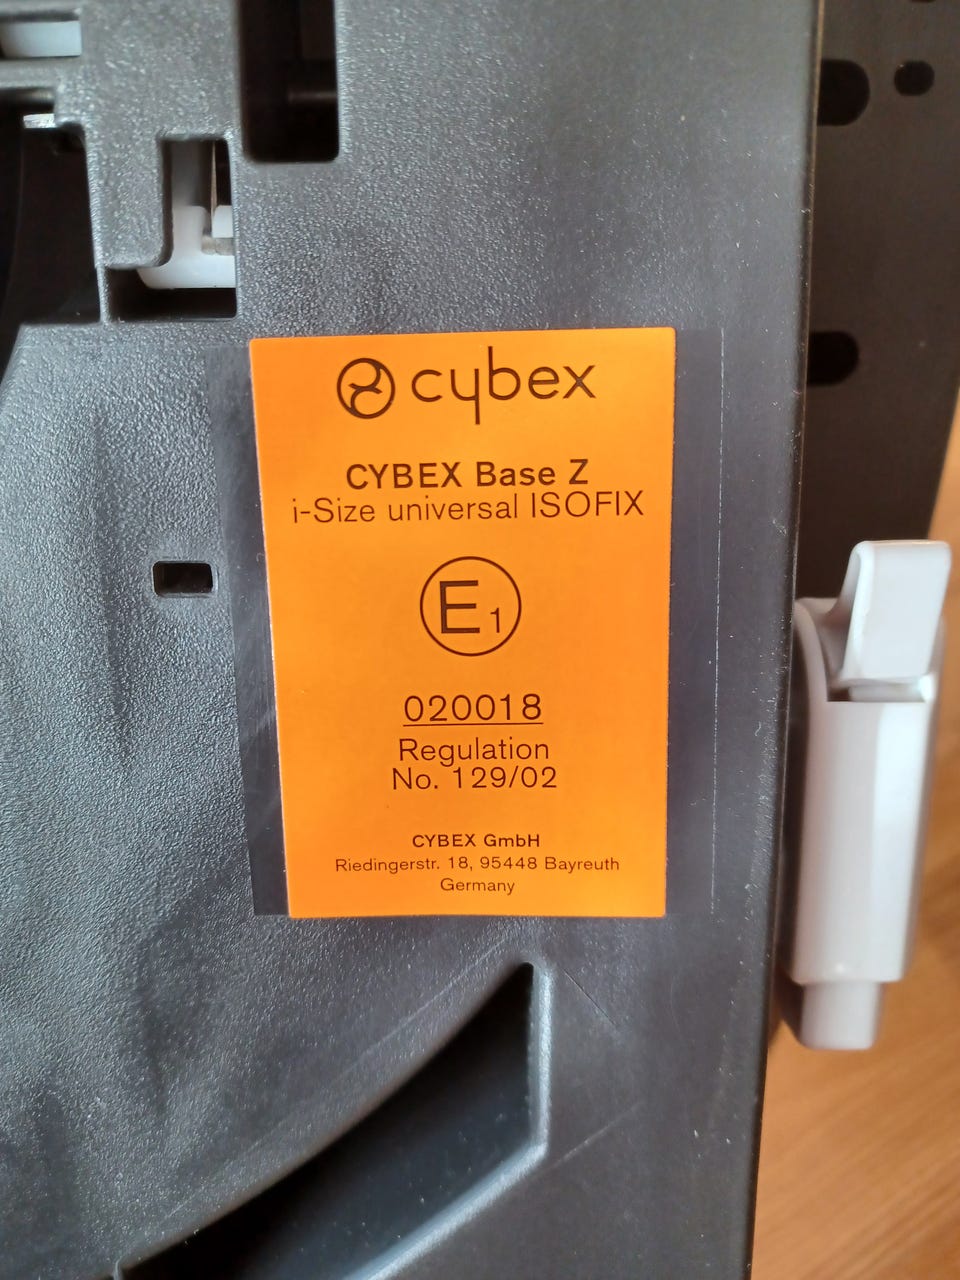 cybex
CYBEX Base Z
i-Size universal ISOFIX
E1
020018
Regulation
No. 129/02
CYBEX GmbH
Riedingerstr. 18, 95448 Bayreuth
Germany